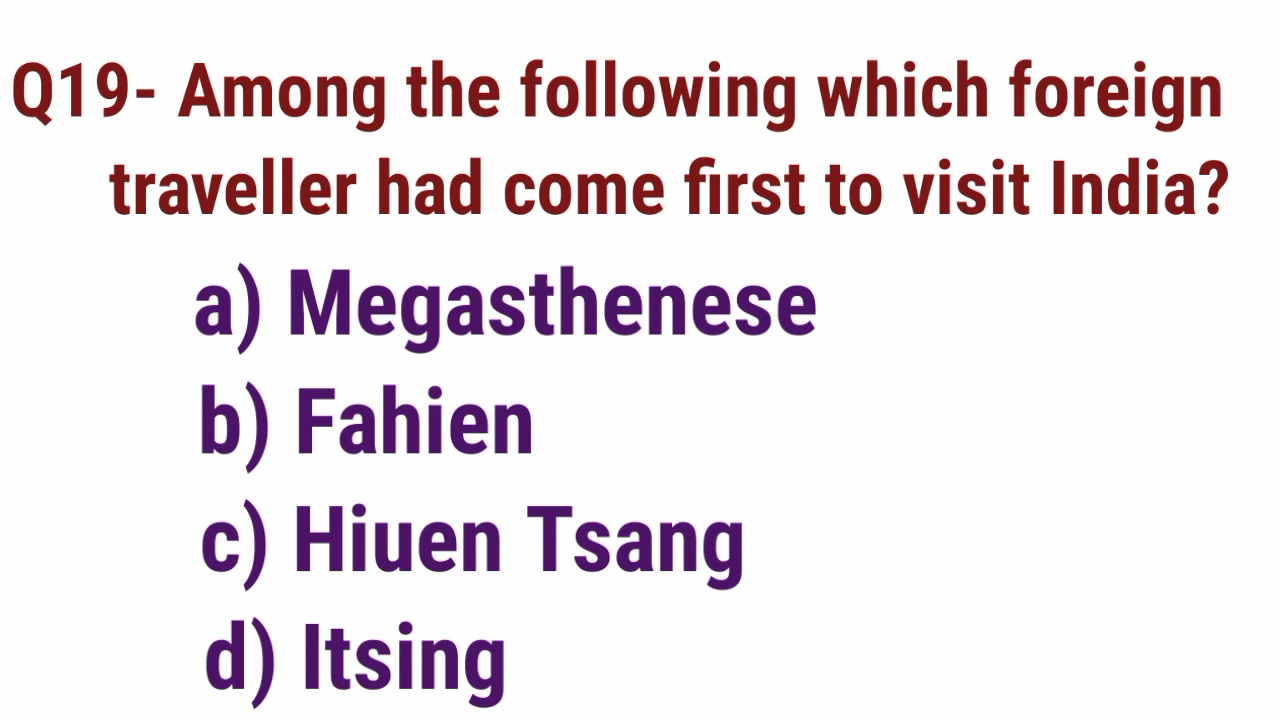 Q19- Among the following which foreign
traveller had come first to visit India?
a) Megasthenese
b) Fahien
c) Hiuen Tsang
d) Itsing